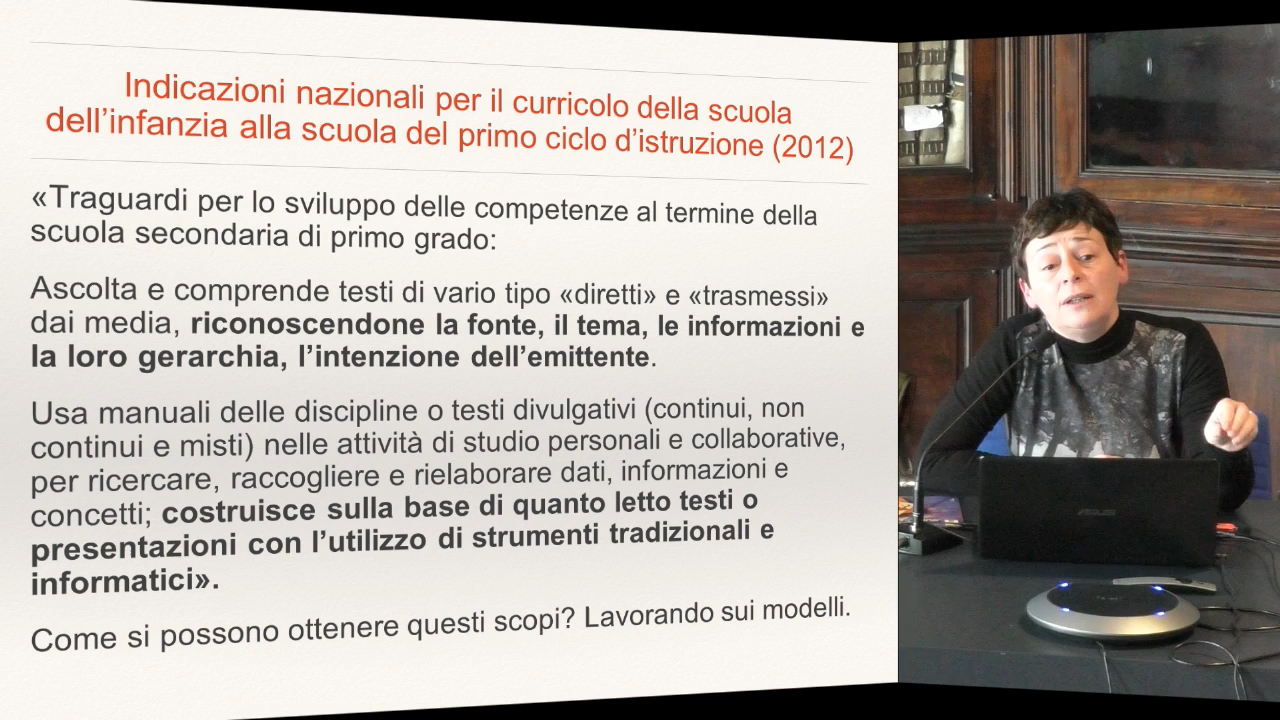 Indicazioni nazionali per il curricolo della scuola
dell’infanzia alla scuola del primo ciclo d’istruzione (2012)
«Traguardi per lo sviluppo delle competenze al termine della
scuola secondaria di primo grado:
Ascolta e comprende testi di vario tipo «diretti» e «trasmessi»
dai media, riconoscendone la fonte, il tema, le informazioni e
la loro gerarchia, l’intenzione dell’emittente.
Usa manuali delle discipline o testi divulgativi (continui, non
continui e misti) nelle attività di studio personali e collaborative,
per ricercare, raccogliere e rielaborare dati, informazioni e
concetti; costruisce sulla base di quanto letto testi o
presentazioni con l’utilizzo di strumenti tradizionali e
informatici».
Come si possono ottenere questi scopi? Lavorando sui modelli.
ASUS